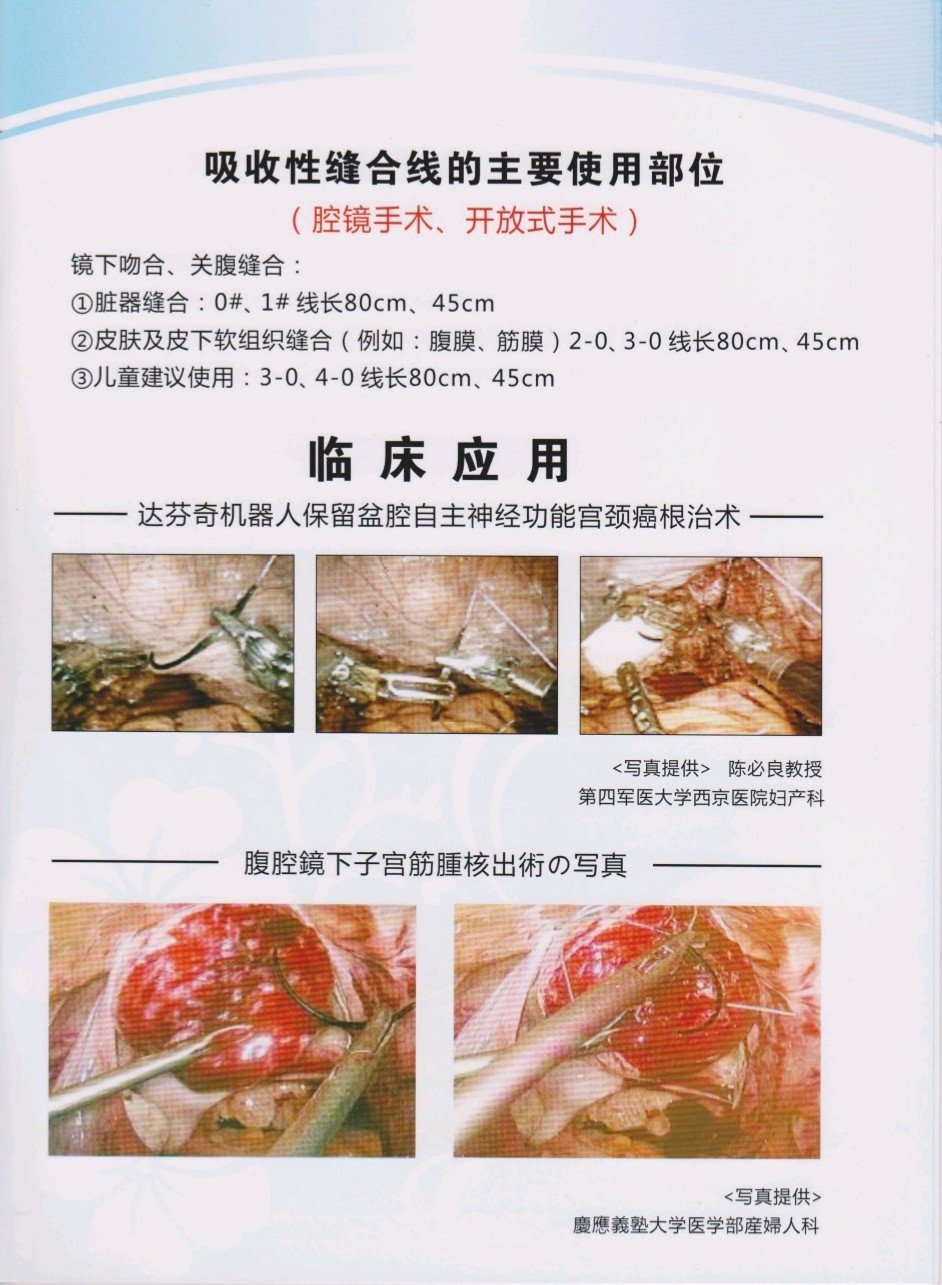 吸收性缝合线的主要使用部位
（腔镜手术、开放式手术）
镜下吻合、关腹缝合：
①脏器缝合：0#、1# 线长80cm、45cm
②皮肤及皮下软组织缝合（例如：腹膜、筋膜）2-0、3-0 线长80cm、45cm
③儿童建议使用：3-0、4-0 线长80cm、45cm
临床应用
达芬奇机器人保留盆腔自主神经功能宫颈癌根治术
<写真提供> 陈必良教授
第四军医大学西京医院妇产科
腹腔鏡下子宫筋腫核出術の写真
<写真提供>
慶應義塾大学医学部産婦人科